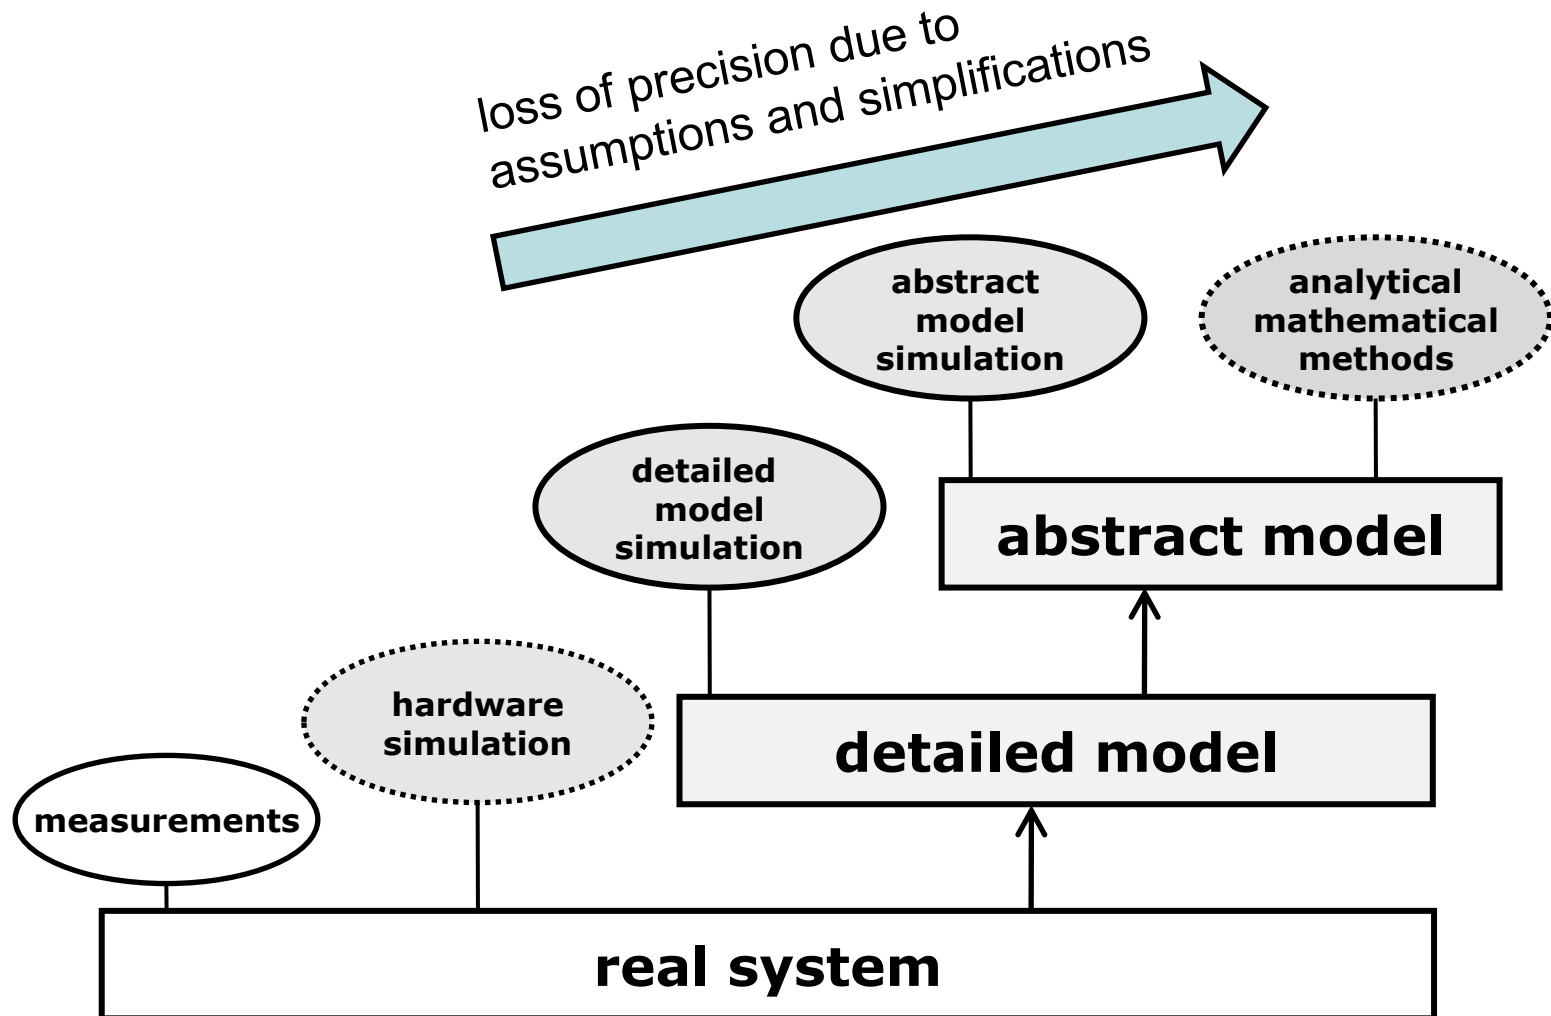 loss of precision due to
assumptions and simplifications
abstract
model
simulation
analytical
mathematical
methods
detailed
model
simulation
abstract model
hardware
simulation
detailed model
measurements
real system